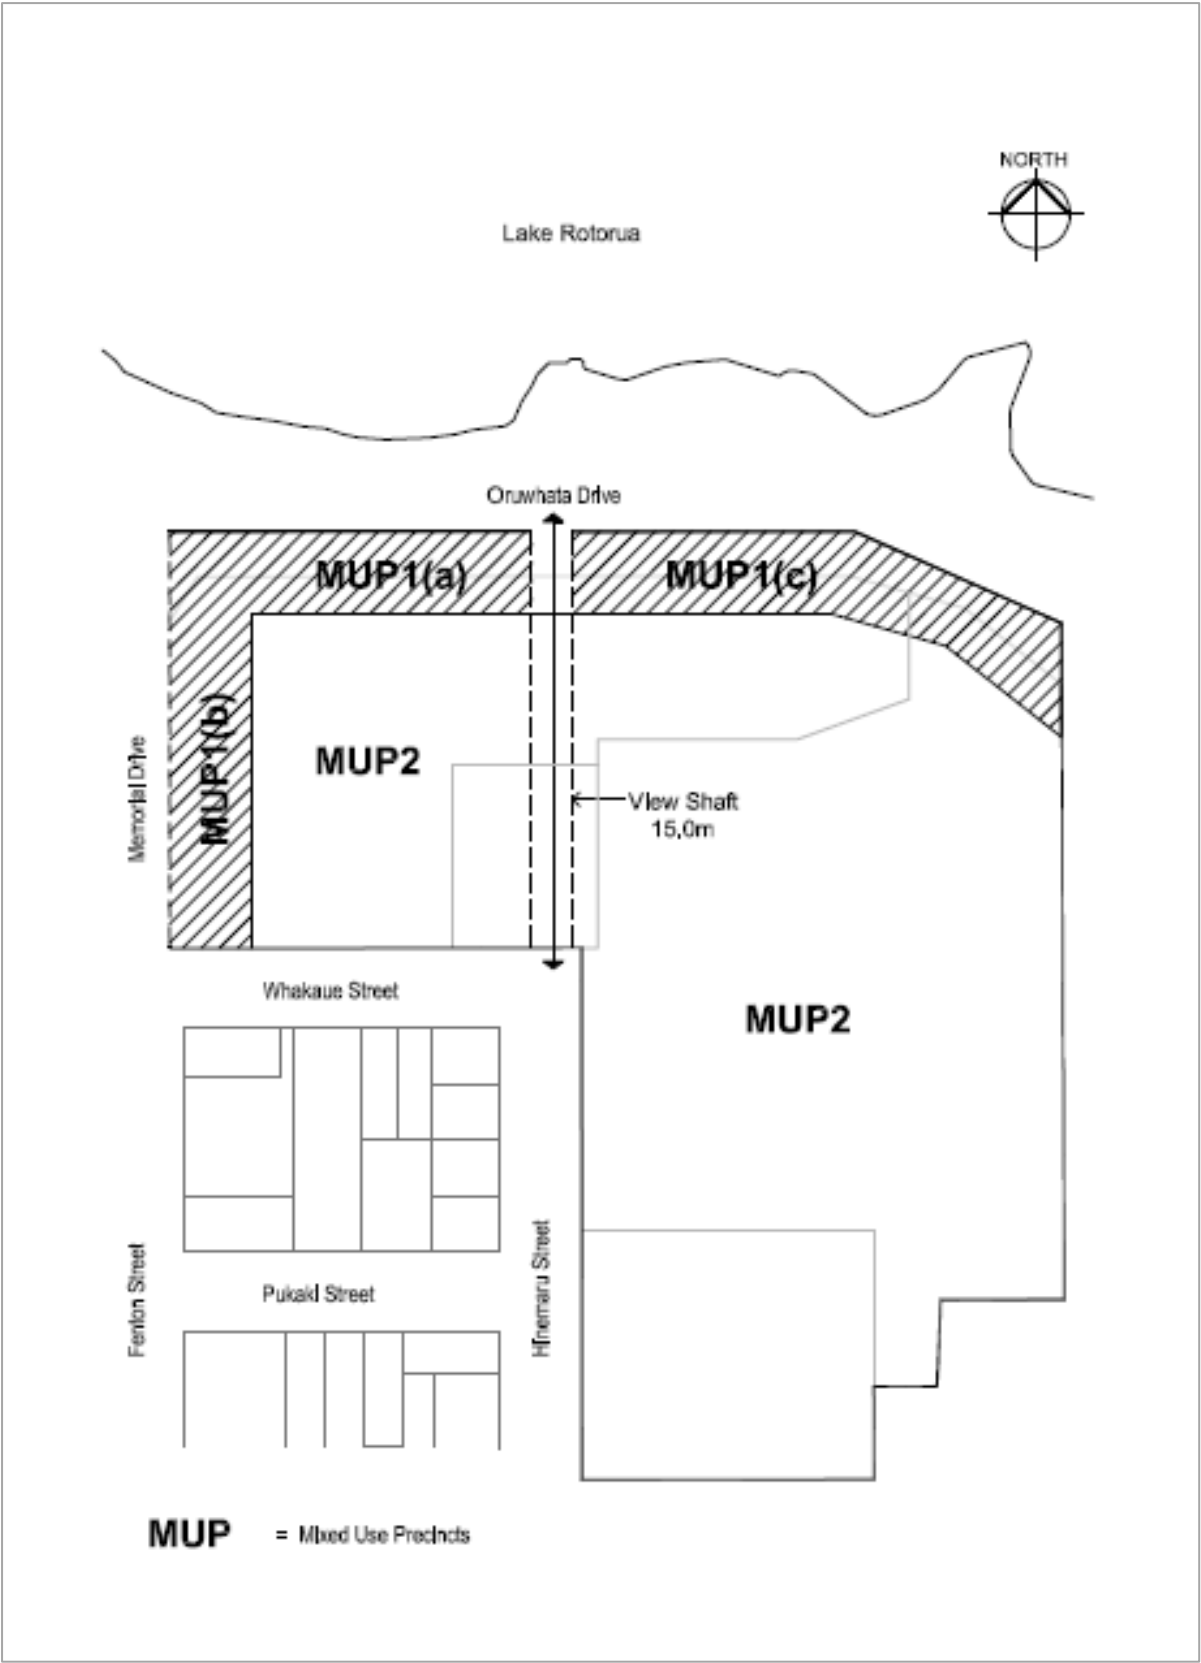 NORTH
Lake Rotorua
Oruwhata Drive
MUP1(a)
MUP1(c)
MUP1(b)
Memorial Drive
MUP2
View Shaft
15.0m
Whakaue Street
MUP2
Fenton Street
Pukaki Street
Hinemaru Street
MUP = Mixed Use Precincts